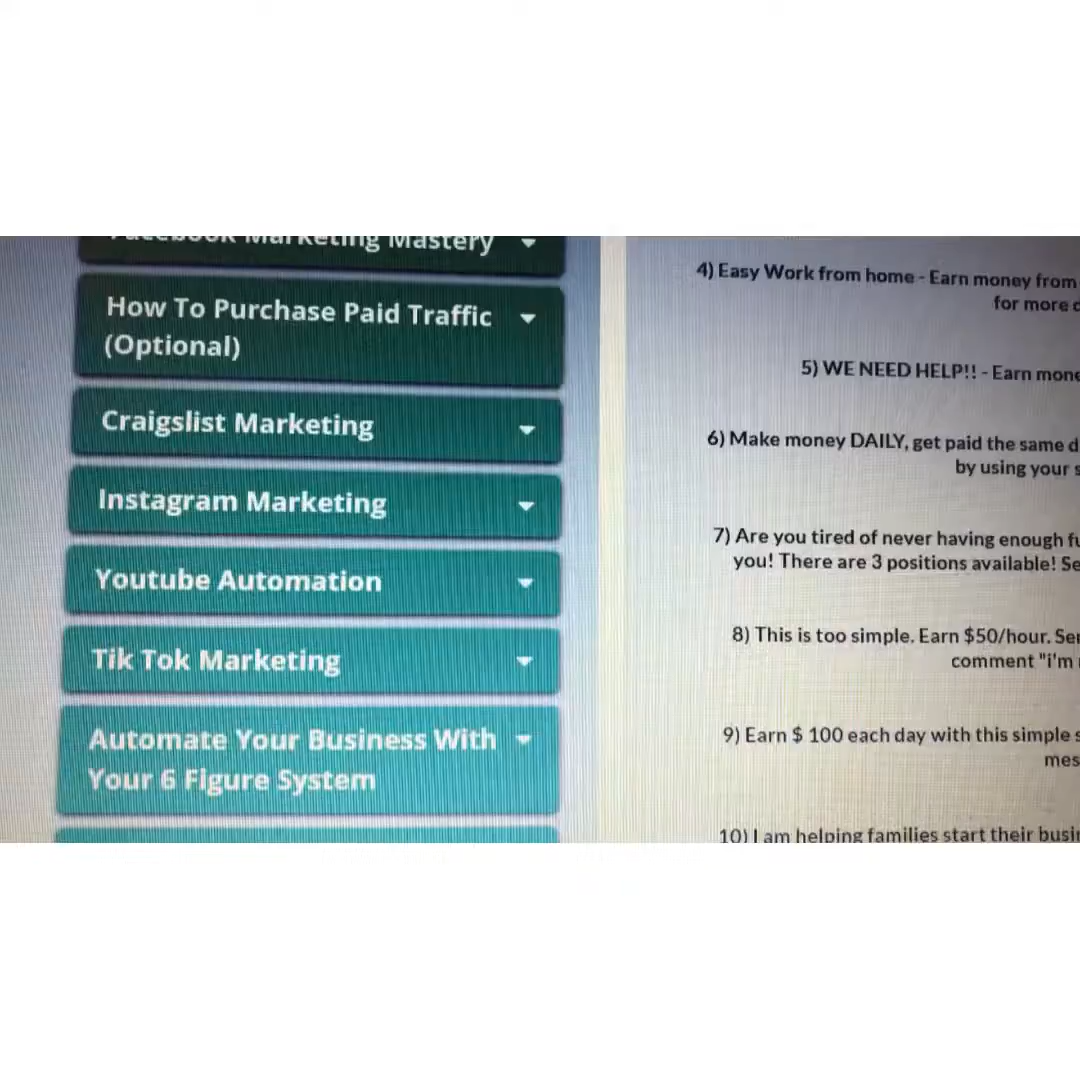 Facebook Marketing Mastery
How To Purchase Paid Traffic
(Optional)
Craigslist Marketing
Instagram Marketing
Youtube Automation
Tik Tok Marketing
Automate Your Business With
Your 6 Figure System
4) Easy Work from home - Earn money from
for more
5) WE NEED HELP!! - Earn
6) Make money DAILY, get paid the same
by using your
7) Are you tired of never having enough
you! There are 3 positions available!
8) This is too simple. Earn $50/hour.
comment "i'm
9) Earn $ 100 each day with this simple
10) I am helping families start their